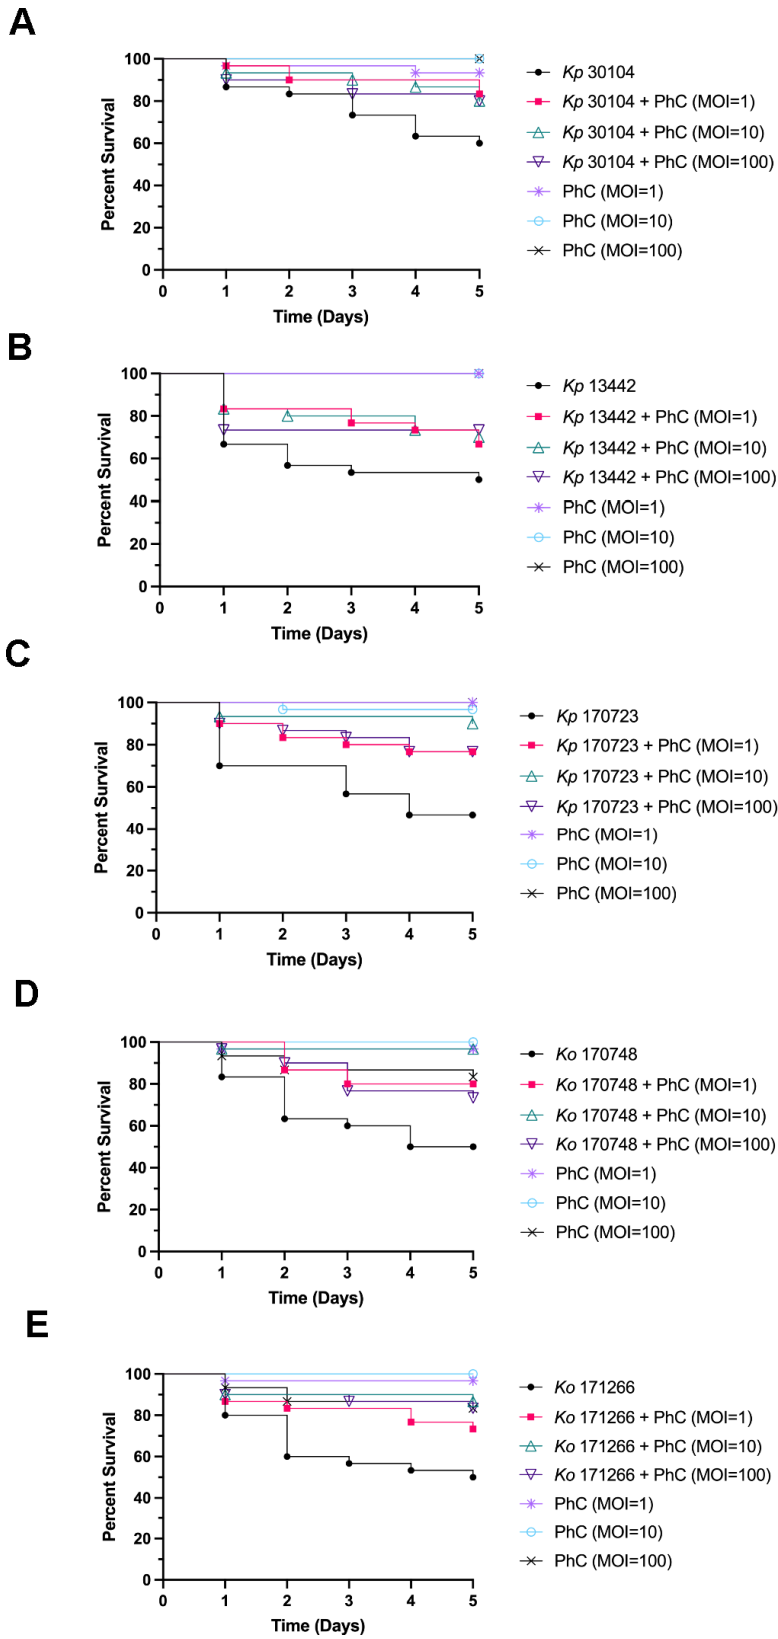 A
Percent Survival
100
80
60
40
20
0
0 1 2 3 4 5
Time (Days)
Kp 30104
Kp 30104 + PhC (MOI=1)
Kp 30104 + PhC (MOI=10)
Kp 30104 + PhC (MOI=100)
PhC (MOI=1)
PhC (MOI=10)
PhC (MOI=100)
B
Percent Survival
100
80
60
40
20
0
0 1 2 3 4 5
Time (Days)
Kp 13442
Kp 13442 + PhC (MOI=1)
Kp 13442 + PhC (MOI=10)
Kp 13442 + PhC (MOI=100)
PhC (MOI=1)
PhC (MOI=10)
PhC (MOI=100)
C
Percent Survival
100
80
60
40
20
0
0 1 2 3 4 5
Time (Days)
Kp 170723
Kp 170723 + PhC (MOI=1)
Kp 170723 + PhC (MOI=10)
Kp 170723 + PhC (MOI=100)
PhC (MOI=1)
PhC (MOI=10)
PhC (MOI=100)
D
Percent Survival
100
80
60
40
20
0
0 1 2 3 4 5
Time (Days)
Ko 170748
Ko 170748 + PhC (MOI=1)
Ko 170748 + PhC (MOI=10)
Ko 170748 + PhC (MOI=100)
PhC (MOI=1)
PhC (MOI=10)
PhC (MOI=100)
E
Percent Survival
100
80
60
40
20
0
0 1 2 3 4 5
Time (Days)
Ko 171266
Ko 171266 + PhC (MOI=1)
Ko 171266 + PhC (MOI=10)
Ko 171266 + PhC (MOI=100)
PhC (MOI=1)
PhC (MOI=10)
PhC (MOI=100)